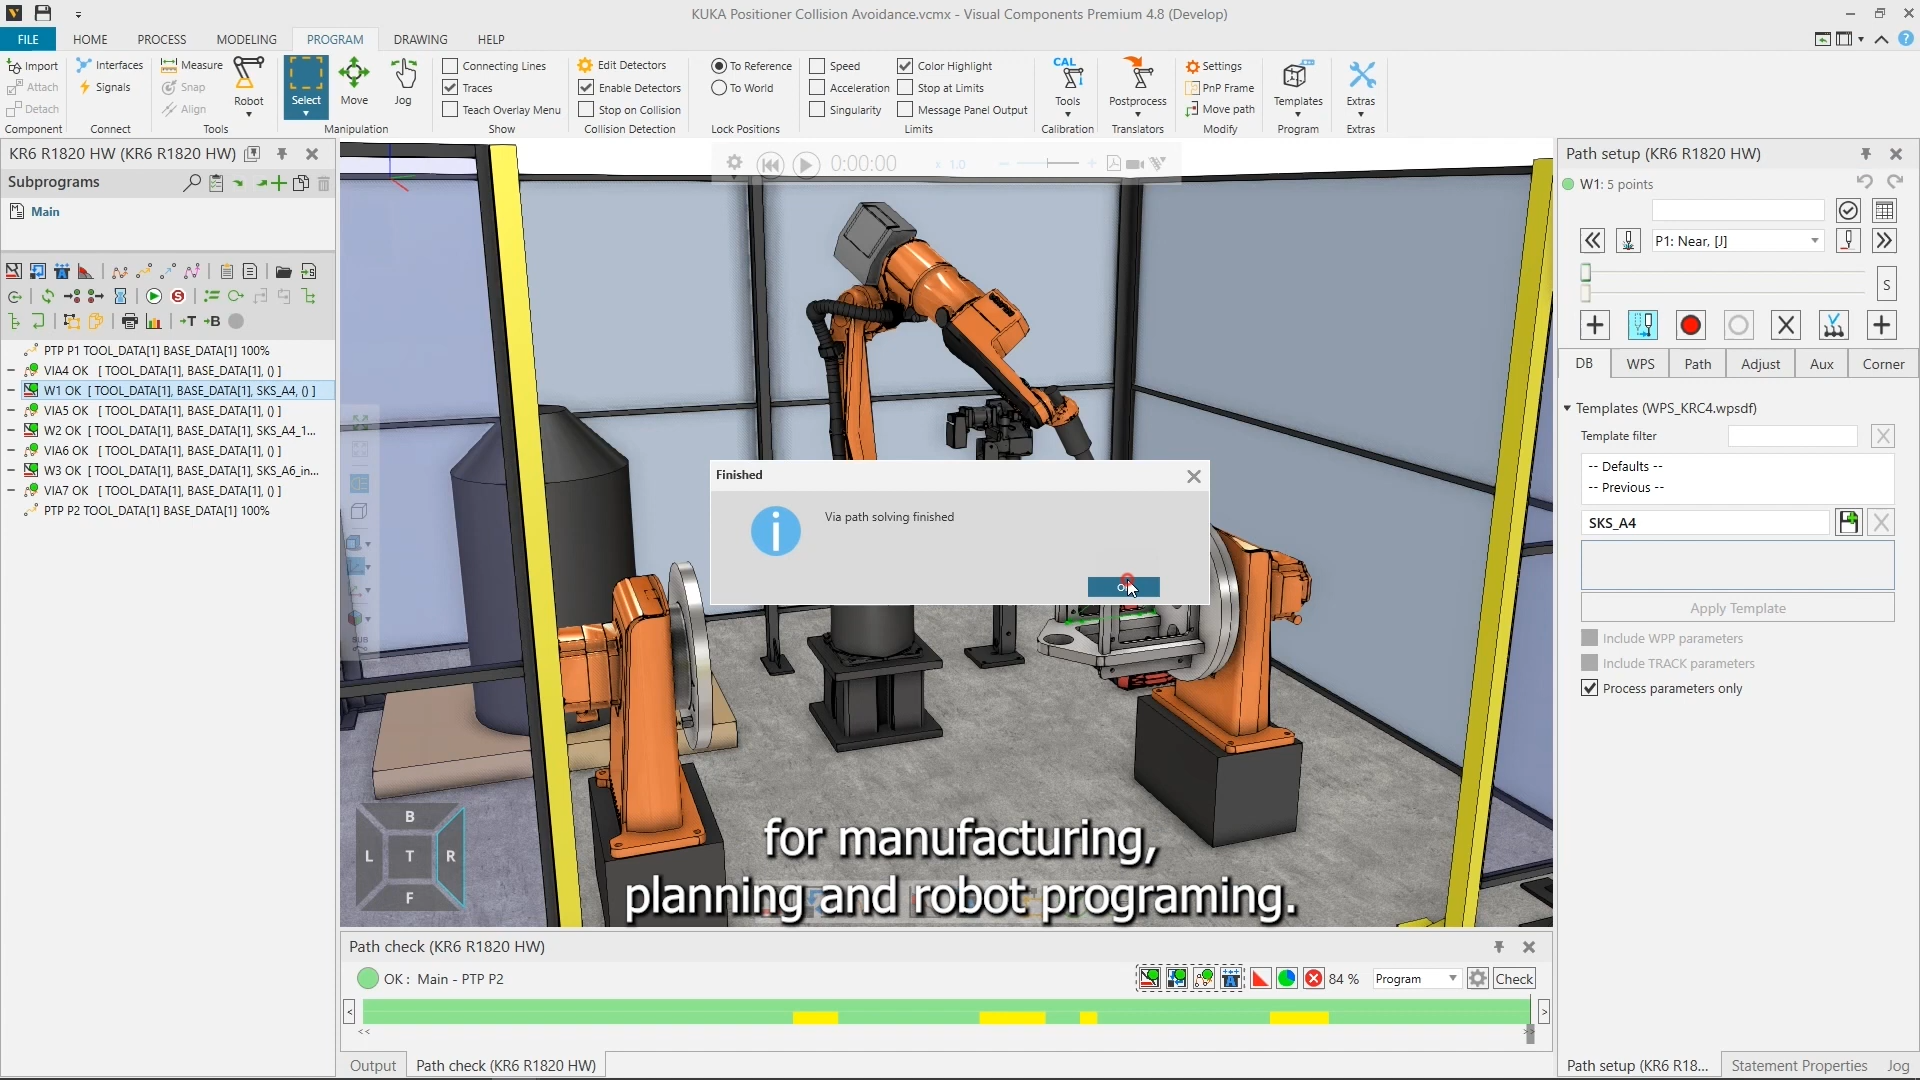 KUKA Positioner Collision Avoidance.vcmx - Visual Components Premium 4.8 (Develop)
FILE HOME PROCESS MODELING PROGRAM DRAWING HELP
Import
Attach
Detach
Component
Interfaces
Signals
Connect
Measure
Snap
Align
Robot
Tools
Select
Move
Jog
Manipulation
Connecting Lines
Traces
Teach Overlay Menu
Show
Edit Detectors
Enable Detectors
Stop on Collision
Collision Detection
To Reference
To World
Lock Positions
Speed
Acceleration
Singularity
Color Highlight
Stop at Limits
Message Panel Output
Limits
CAL
Tools
Calibration
Postprocess
Translators
Settings
PnP Frame
Move path
Modify
Templates
Program
Extras
Extras
KR6 R1820 HW (KR6 R1820 HW)
Subprograms
Main
PTP P1 TOOL_DATA[1] BASE_DATA[1] 100%
VIA4 OK [ TOOL_DATA[1], BASE_DATA[1], () ]
W1 OK [ TOOL_DATA[1], BASE_DATA[1], SKS_A4, () ]
VIA5 OK [ TOOL_DATA[1], BASE_DATA[1], () ]
W2 OK [ TOOL_DATA[1], BASE_DATA[1], SKS_A4_1...
VIA6 OK [ TOOL_DATA[1], BASE_DATA[1], () ]
W3 OK [ TOOL_DATA[1], BASE_DATA[1], SKS_A6_in...
VIA7 OK [ TOOL_DATA[1], BASE_DATA[1], () ]
PTP P2 TOOL_DATA[1] BASE_DATA[1] 100%
0:00:00
x 1.0
SUB
Finished
Via path solving finished
B
L T R
F
for manufacturing,
planning and robot programing.
Path check (KR6 R1820 HW)
OK : Main - PTP P2
84 %
Program
Check
<
>
<<
>>
Output
Path check (KR6 R1820 HW)
Path setup (KR6 R1820 HW)
W1: 5 points
P1: Near, [J]
S
DB WPS Path Adjust Aux Corner
Templates (WPS_KRC4.wpsdf)
Template filter
-- Defaults --
-- Previous --
SKS_A4
Apply Template
Include WPP parameters
Include TRACK parameters
Process parameters only
Path setup (KR6 R18...
Statement Properties
Jog